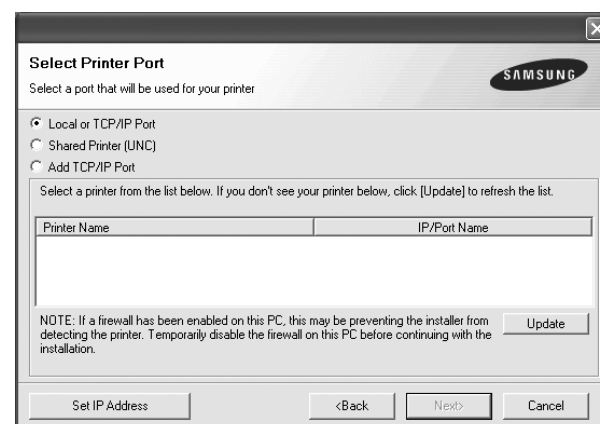 Select Printer Port
Select a port that will be used for your printer
SAMSUNG
Local or TCP/IP Port
Shared Printer (UNC)
Add TCP/IP Port
Select a printer from the list below. If you don't see your printer below, click [Update] to refresh the list.
Printer Name IP/Port Name
NOTE: If a firewall has been enabled on this PC, this may be preventing the installer from
detecting the printer. Temporarily disable the firewall on this PC before continuing with the
installation.
Update
Set IP Address <Back Next> Cancel